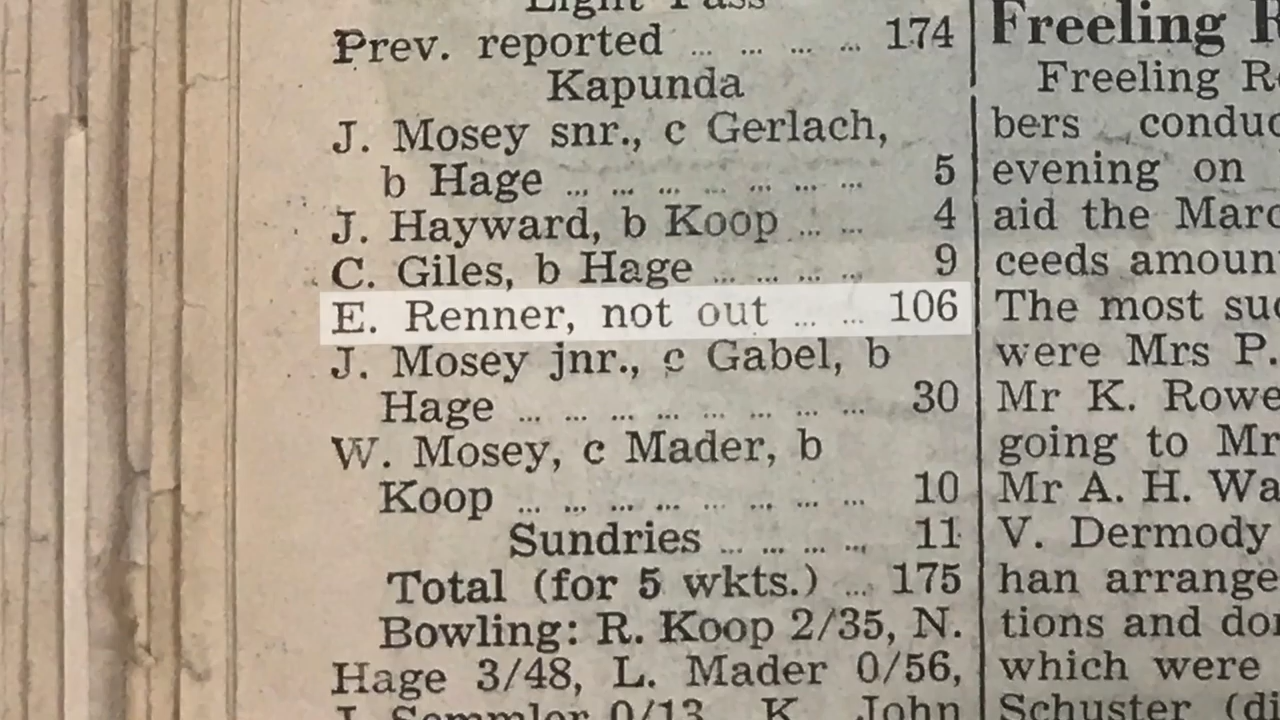 Light Pass
Prev. reported ... ... ... ... 174
Kapunda
J. Mosey snr., c Gerlach,
b Hage ... ... ... ... ... ... ... 5
J. Hayward, b Koop ... ... 4
C. Giles, b Hage ... ... ... ... 9
E. Renner, not out ... ... 106
J. Mosey jnr., c Gabel, b
Hage ... ... ... ... ... ... ... ... 30
W. Mosey, c Mader, b
Koop ... ... ... ... ... ... ... ... 10
Sundries ... ... ... ... 11
Total (for 5 wkts.) ... 175
Bowling: R. Koop 2/35, N.
Hage 3/48, L. Mader 0/56,
J. Semmler 0/13, K. John
Freeling R
Freeling R
bers conduc
evening on
aid the Marc
ceeds amoun
The most suc
were Mrs P.
Mr K. Rowe
going to Mr
Mr A. H. Wa
V. Dermody
han arrange
tions and do
which were
Schuster (di